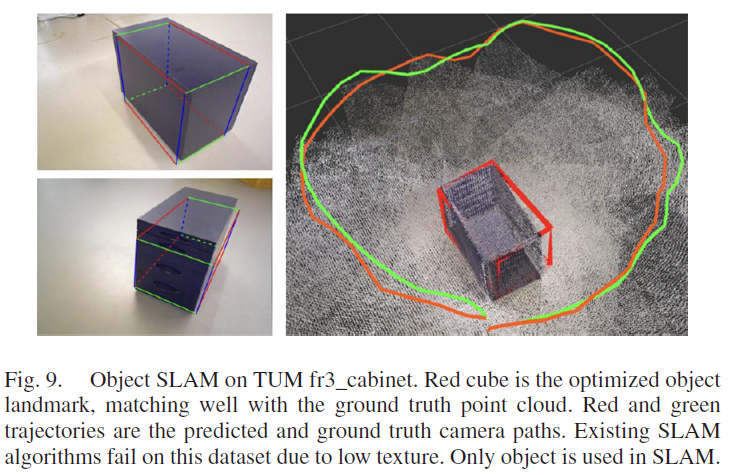 Fig. 9. Object SLAM on TUM fr3_cabinet. Red cube is the optimized object
landmark, matching well with the ground truth point cloud. Red and green
trajectories are the predicted and ground truth camera paths. Existing SLAM
algorithms fail on this dataset due to low texture. Only object is used in SLAM.